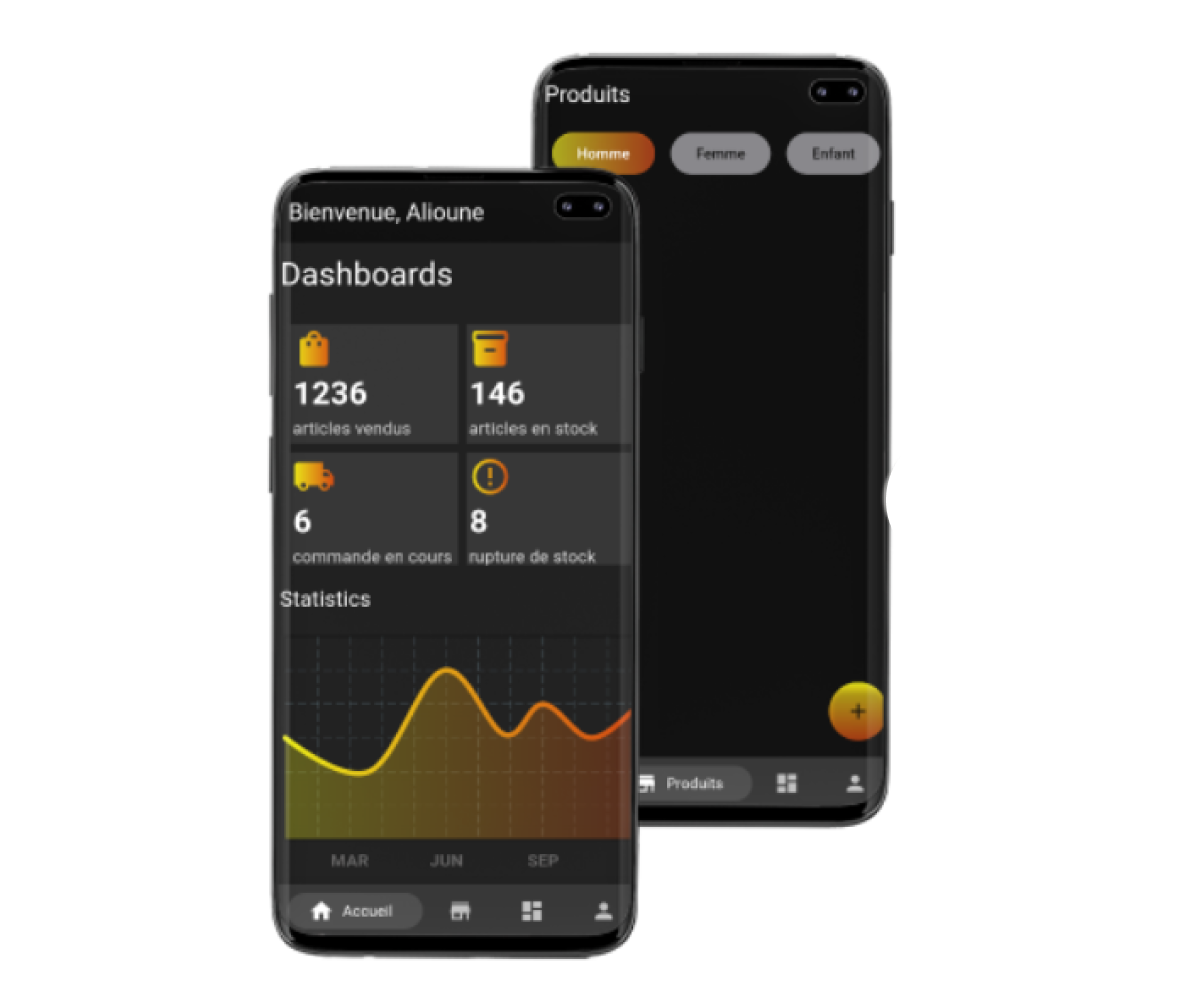 Produits
Homme
Femme
Enfant
+
Produits
Bienvenue, Alioune
Dashboards
1236
articles vendus
146
articles en stock
6
commande en cours
8
rupture de stock
Statistics
MAR
JUN
SEP
Accueil